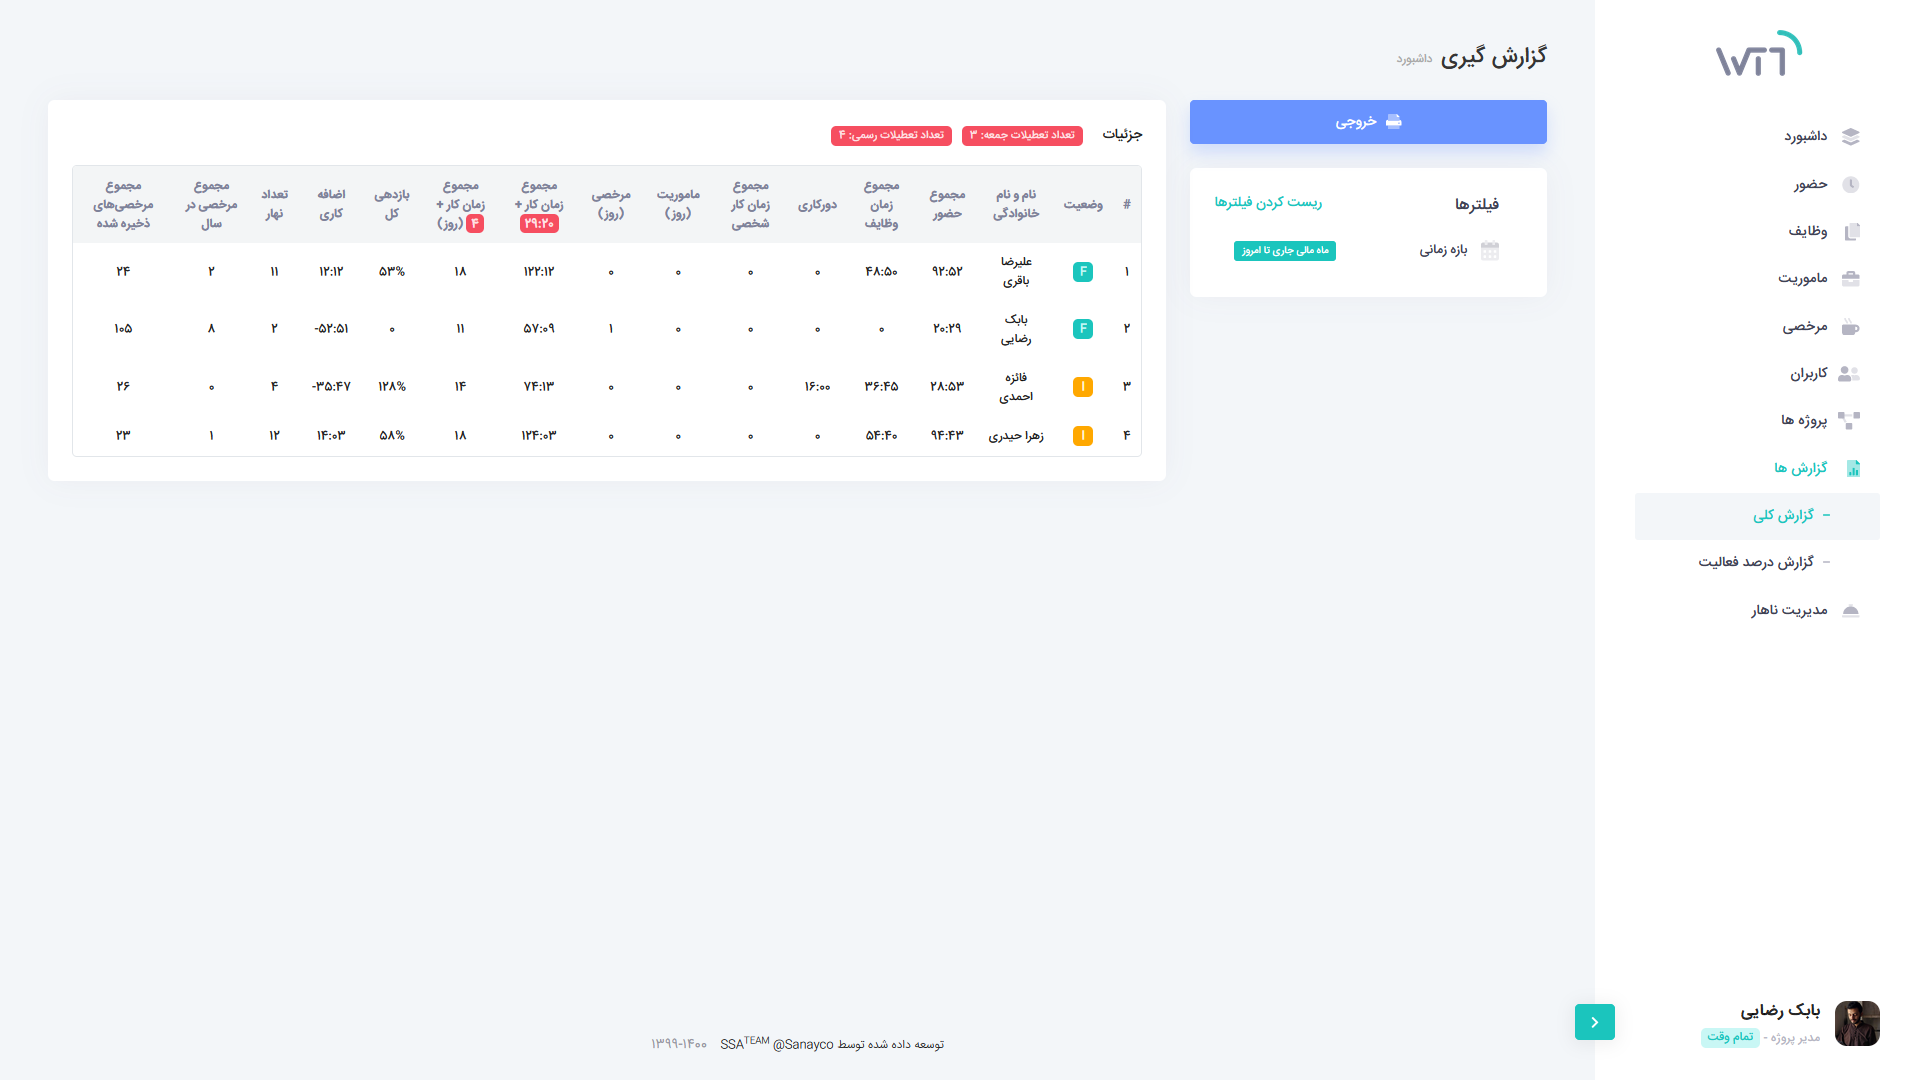 WIT
داشبورد
حضور
وظایف
ماموریت
مرخصی
کاربران
پروژه ها
گزارش ها
گزارش کلی
گزارش درصد فعالیت
مدیریت ناهار
بابک رضایی
مدیر پروژه - تمام وقت
گزارش گیری داشبورد
خروجی
فیلترها ریست کردن فیلترها
بازه زمانی ماه مالی جاری تا امروز
جزئیات تعداد تعطیلات جمعه: ۳ تعداد تعطیلات رسمی: ۴
# وضعیت نام و نام خانوادگی مجموع حضور مجموع زمان وظایف دورکاری مجموع زمان کار شخصی ماموریت (روز) مرخصی (روز) مجموع زمان کار + ۲۹:۲۰ مجموع زمان کار + ۴ (روز) بازدهی کل اضافه کاری تعداد نهار مجموع مرخصی در سال مجموع مرخصی‌های ذخیره شده
۱ F علیرضا باقری ۹۲:۵۲ ۴۸:۵۰ ۰ ۰ ۰ ۰ ۱۲۲:۱۲ ۱۸ ۵۳% ۱۲:۱۲ ۱۱ ۲ ۲۴
۲ F بابک رضایی ۲۰:۲۹ ۰ ۰ ۰ ۰ ۱ ۵۷:۰۹ ۱۱ ۰ -۵۲:۵۱ ۲ ۸ ۱۰۵
۳ I فائزه احمدی ۲۸:۵۳ ۳۶:۴۵ ۱۶:۰۰ ۰ ۰ ۰ ۷۴:۱۳ ۱۴ ۱۲۸% -۳۵:۴۷ ۴ ۰ ۲۶
۴ I زهرا حیدری ۹۴:۴۳ ۵۴:۴۰ ۰ ۰ ۰ ۰ ۱۲۴:۰۳ ۱۸ ۵۸% ۱۴:۰۳ ۱۲ ۱ ۲۳
توسعه داده شده توسط SSATEAM @Sanayco ۱۳۹۹-۱۴۰۰